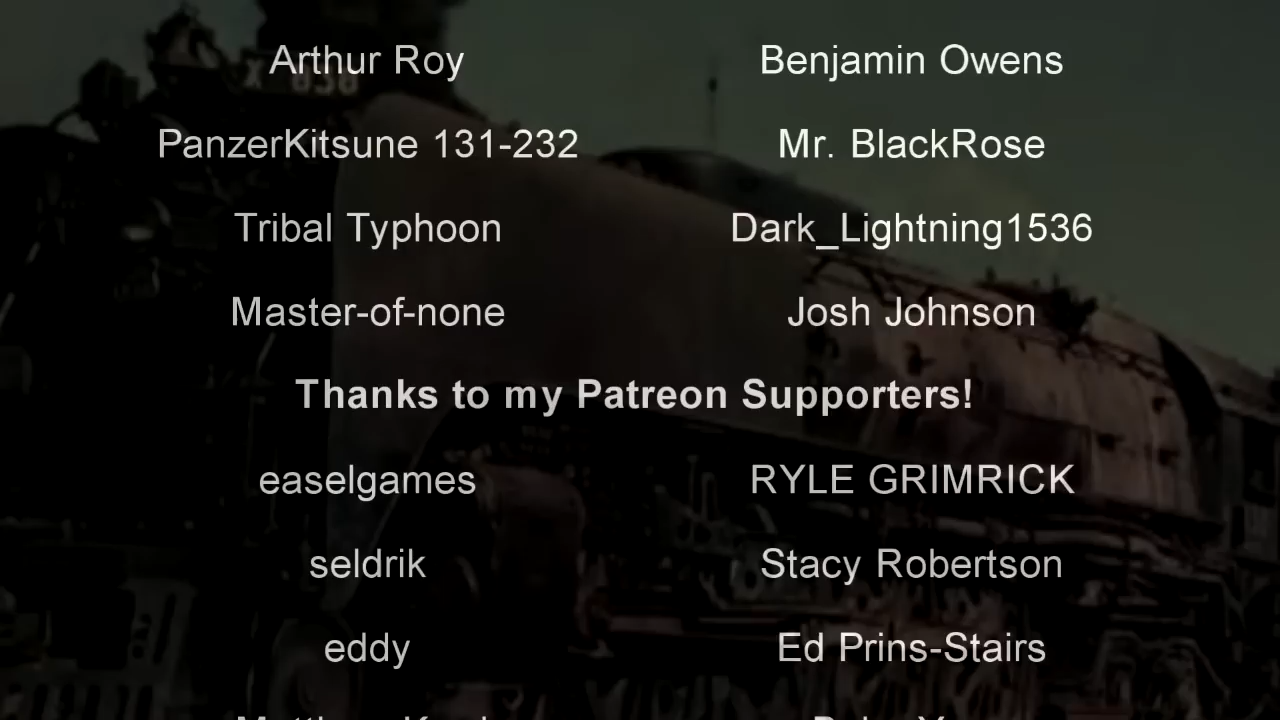 Arthur Roy Benjamin Owens
PanzerKitsune 131-232 Mr. BlackRose
Tribal Typhoon Dark_Lightning1536
Master-of-none Josh Johnson
Thanks to my Patreon Supporters!
easelgames RYLE GRIMRICK
seldrik Stacy Robertson
eddy Ed Prins-Stairs